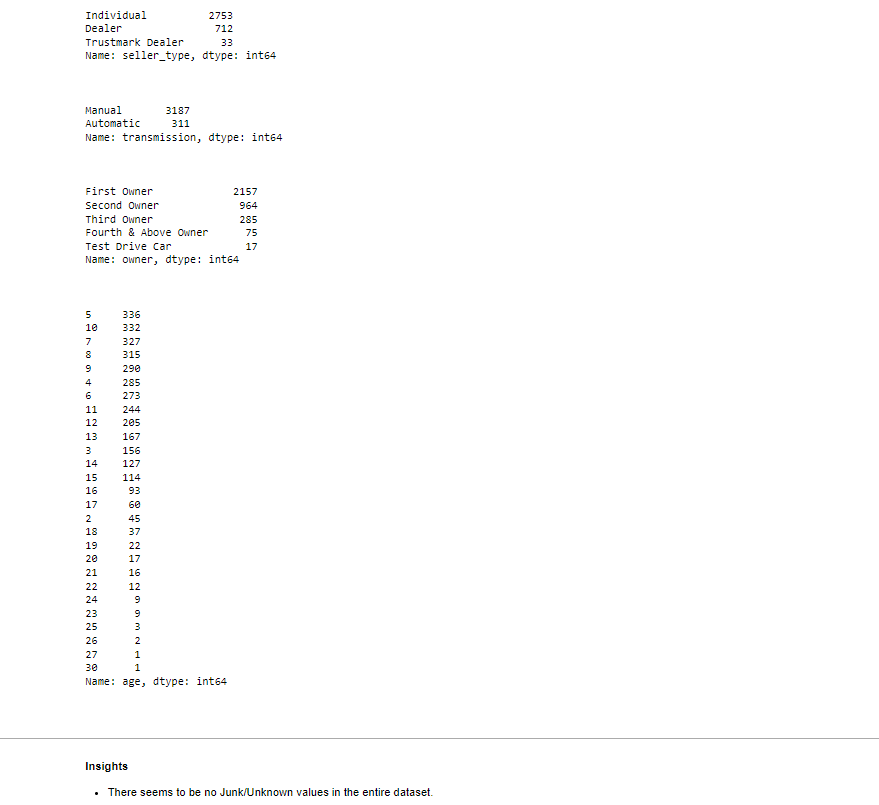 Individual 2753
Dealer 712
Trustmark Dealer 33
Name: seller_type, dtype: int64
Manual 3187
Automatic 311
Name: transmission, dtype: int64
First Owner 2157
Second Owner 964
Third Owner 285
Fourth & Above Owner 75
Test Drive Car 17
Name: owner, dtype: int64
5 336
10 332
7 327
8 315
9 290
4 285
6 273
11 244
12 205
13 167
3 156
14 127
15 114
16 93
17 60
2 45
18 37
19 22
20 17
21 16
22 12
24 9
23 9
25 3
26 2
27 1
30 1
Name: age, dtype: int64
Insights
• There seems to be no Junk/Unknown values in the entire dataset.